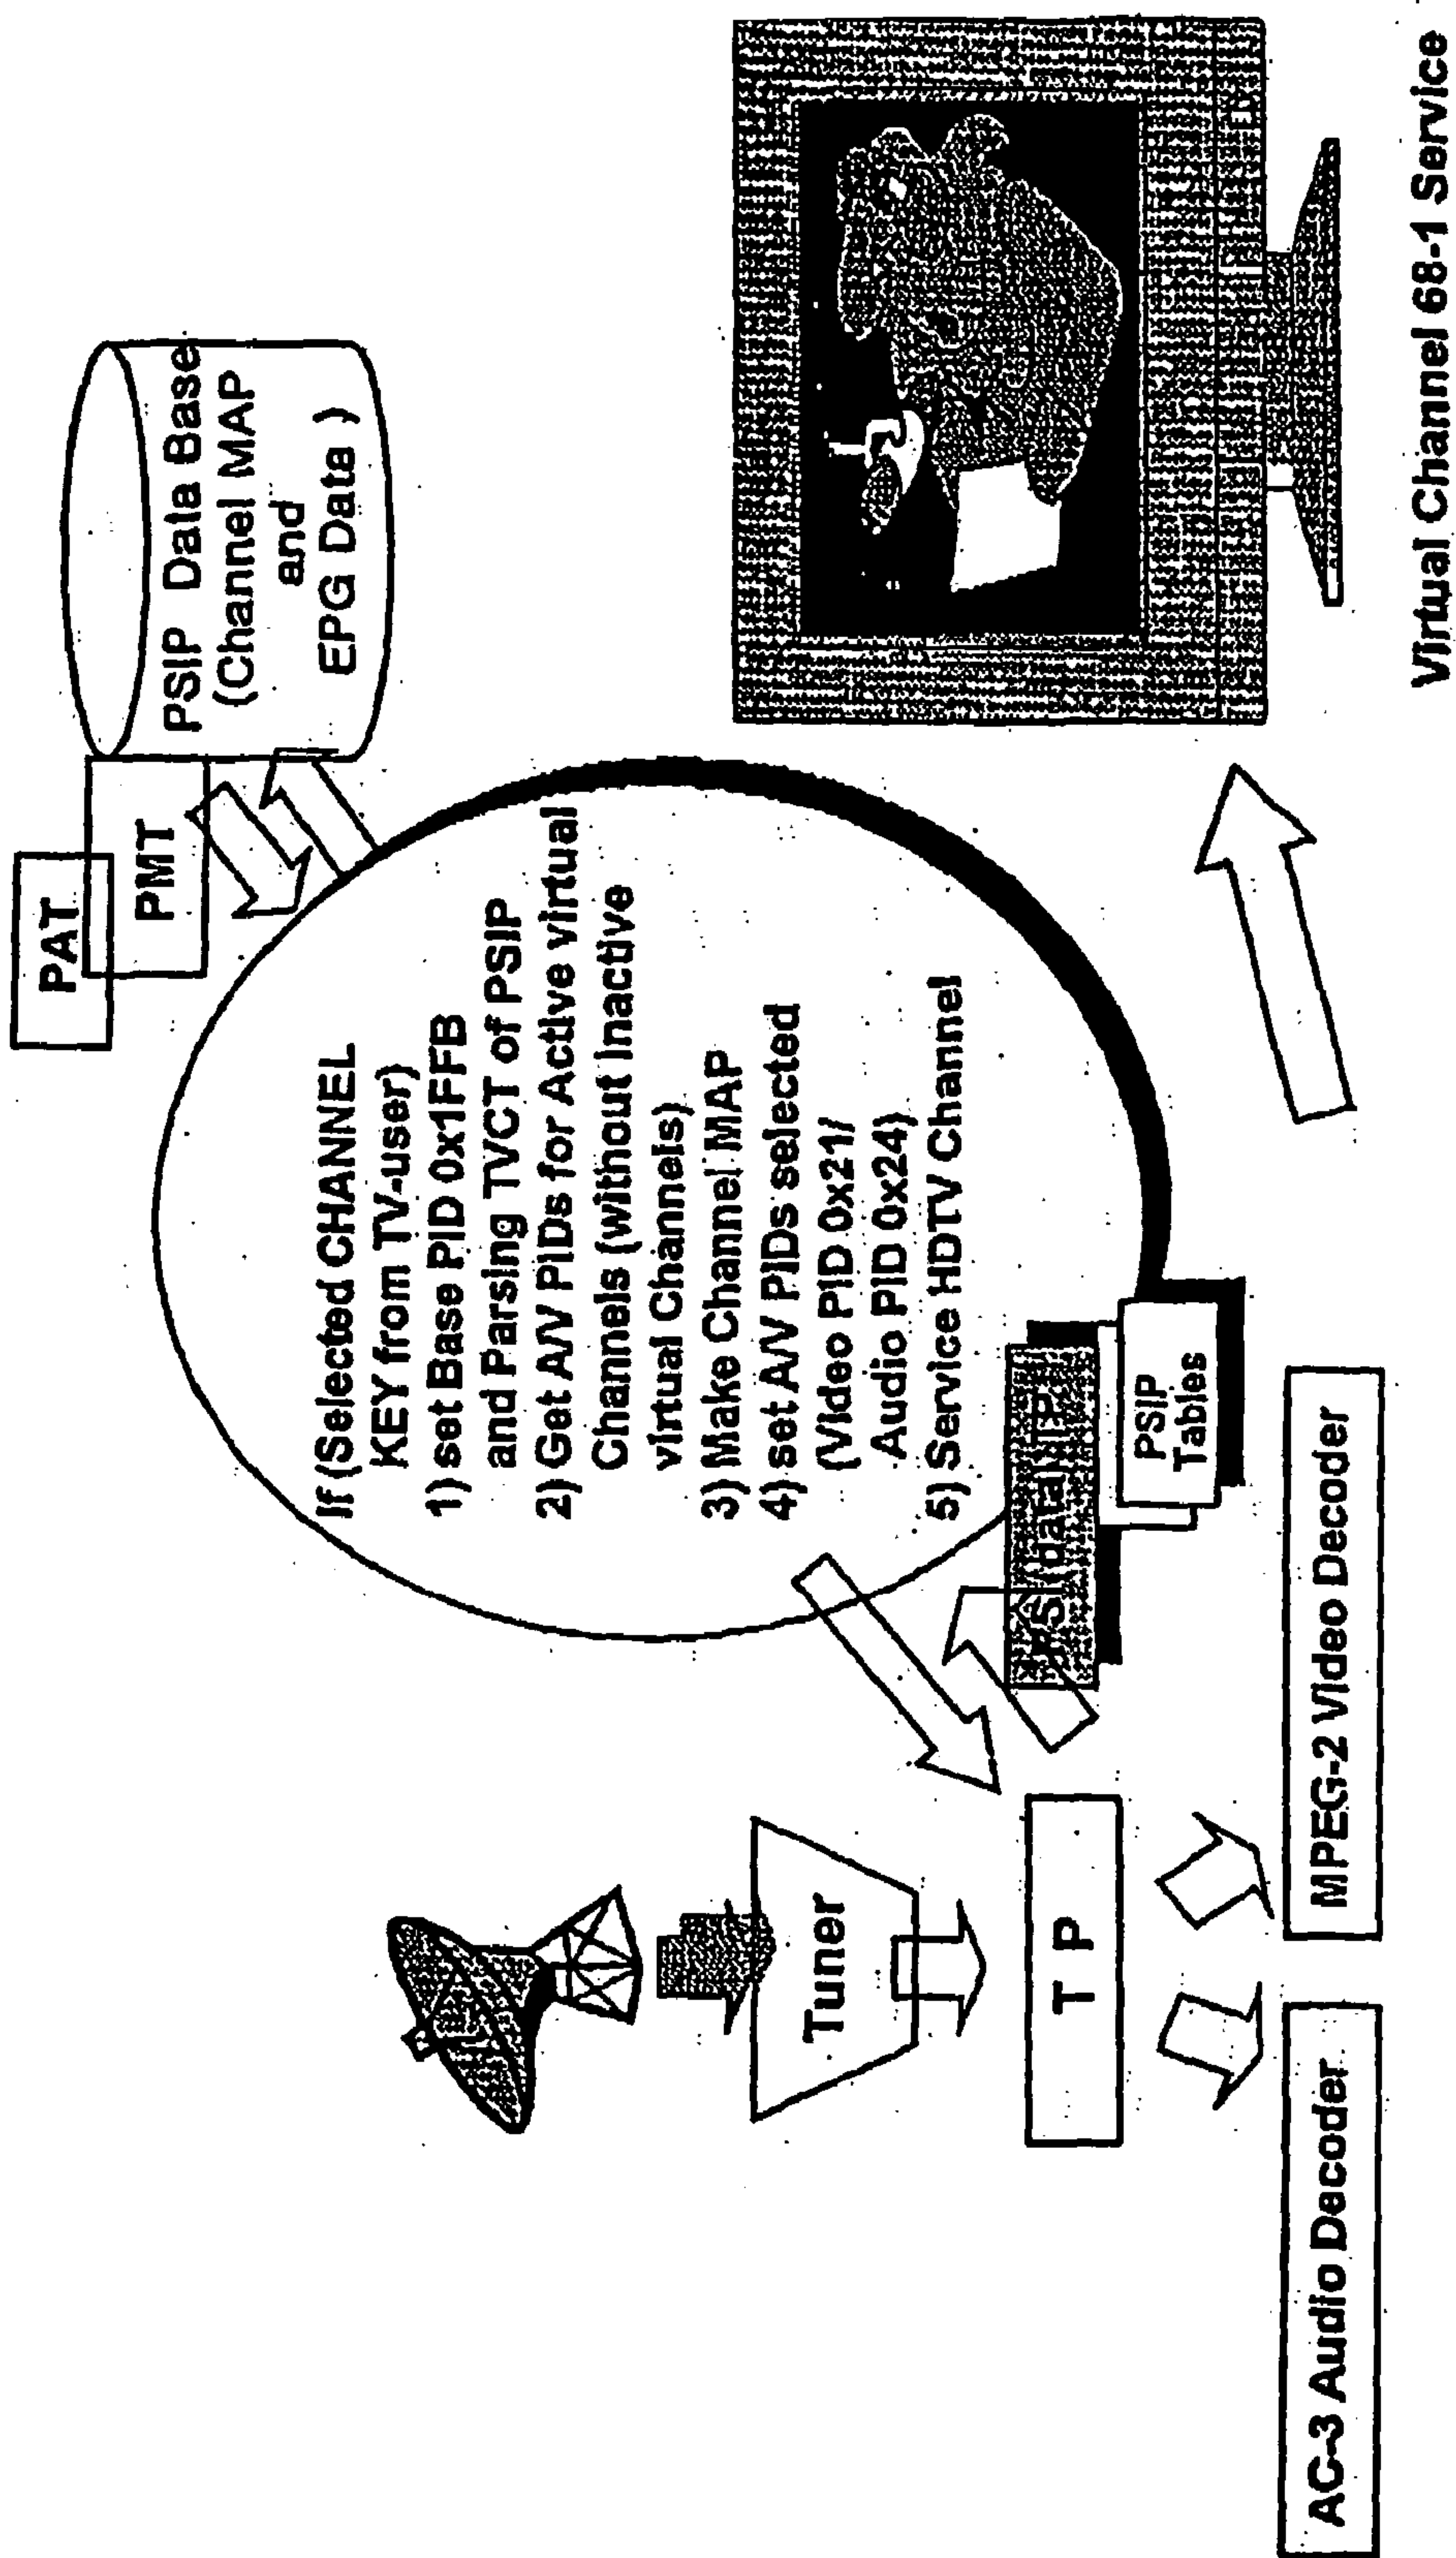 PAT
PMT
PSIP Data Base
(Channel MAP
and
EPG Data )
If (Selected CHANNEL
KEY from TV-user)
1) set Base PID 0x1FFB
and Parsing TVCT of PSIP
2) Get A/V PIDs for Active virtual
Channels (without Inactive
virtual Channels)
3) Make Channel MAP
4) set A/V PIDs selected
(Video PID 0x21/
Audio PID 0x24)
5) Service HDTV Channel
PSIP
Tables
Tuner
T P
AC-3 Audio Decoder
MPEG-2 Video Decoder
Virtual Channel 68-1 Service